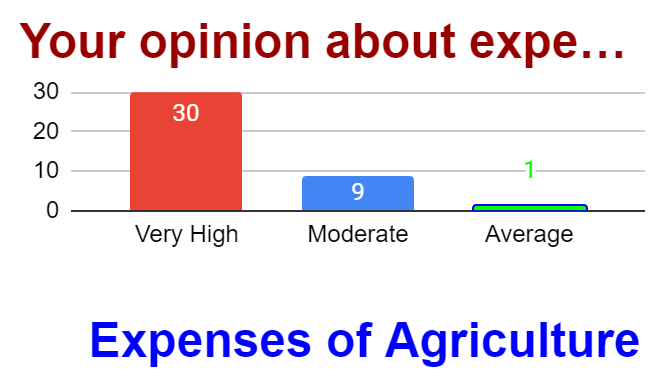 Your opinion about expe…
30
20
10
0
30
9
1
Very High Moderate Average
Expenses of Agriculture